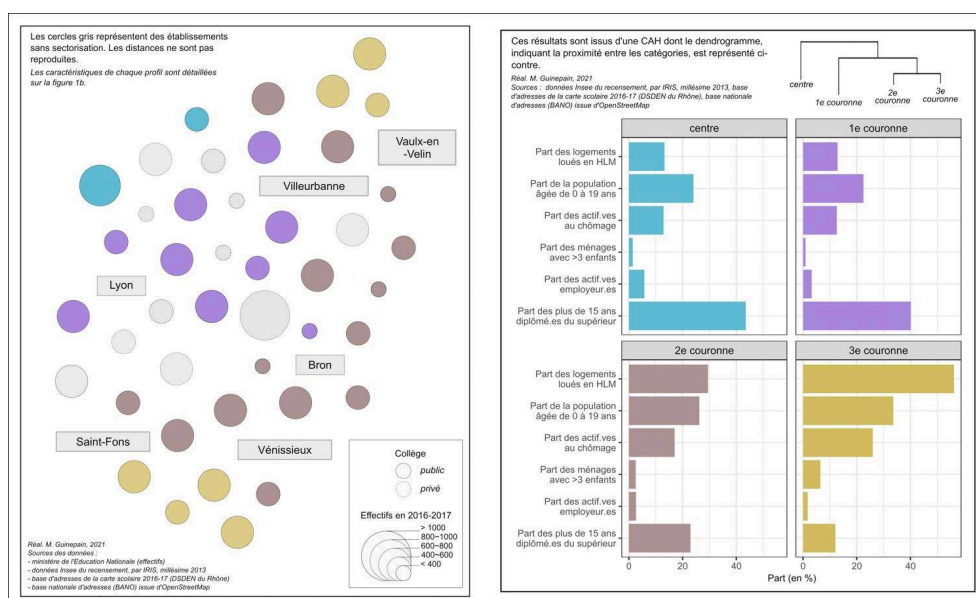 Les cercles gris représentent des établissements
sans sectorisation. Les distances ne sont pas
reproduites.
Les caractéristiques de chaque profil sont détaillées
sur la figure 1b.
Vaulx-en
-Velin
Villeurbanne
Lyon
Bron
Saint-Fons
Vénissieux
Collège
public
privé
Effectifs en 2016-2017
> 1000
800~1000
600~800
400~600
< 400
Réal. M. Guinepain, 2021
Sources des données :
- ministère de l'Education Nationale (effectifs)
- données Insee du recensement, par IRIS, millésime 2013
- base d'adresses de la carte scolaire 2016-17 (DSDEN du Rhône)
- base nationale d'adresses (BANO) issue d'OpenStreetMap
Ces résultats sont issus d'une CAH dont le dendrogramme,
indiquant la proximité entre les catégories, est représenté ci-
contre.
Réal. M. Guinepain, 2021
Sources : données Insee du recensement, par IRIS, millésime 2013, base
d'adresses de la carte scolaire 2016-17 (DSDEN du Rhône), base nationale
d'adresses (BANO) issue d'OpenStreetMap
centre
1e couronne
2e
couronne
3e
couronne
centre
1e couronne
Part des logements
loués en HLM
Part de la population
âgée de 0 à 19 ans
Part des actif.ves
au chômage
Part des ménages
avec >3 enfants
Part des actif.ves
employeur.es
Part des plus de 15 ans
diplômé.es du supérieur
2e couronne
3e couronne
Part des logements
loués en HLM
Part de la population
âgée de 0 à 19 ans
Part des actif.ves
au chômage
Part des ménages
avec >3 enfants
Part des actif.ves
employeur.es
Part des plus de 15 ans
diplômé.es du supérieur
0 20 40 0 20 40
Part (en %)